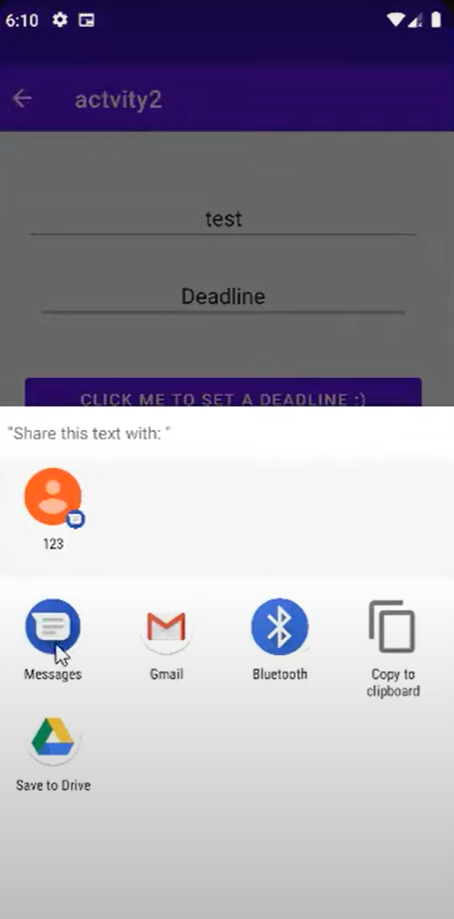 6:10
actvity2
test
Deadline
CLICK ME TO SET A DEADLINE :)
"Share this text with: "
123
Messages
Gmail
Bluetooth
Copy to
clipboard
Save to Drive